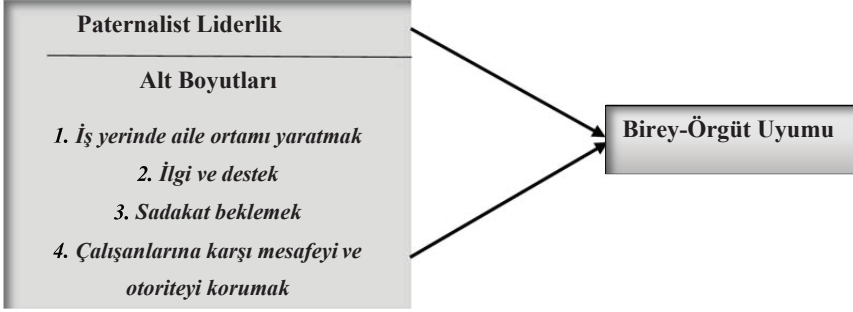 Paternalist Liderlik
Alt Boyutları
1. İş yerinde aile ortamı yaratmak
2. İlgi ve destek
3. Sadakat beklemek
4. Çalışanlarına karşı mesafeyi ve
otoriteyi korumak
Birey-Örgüt Uyumu